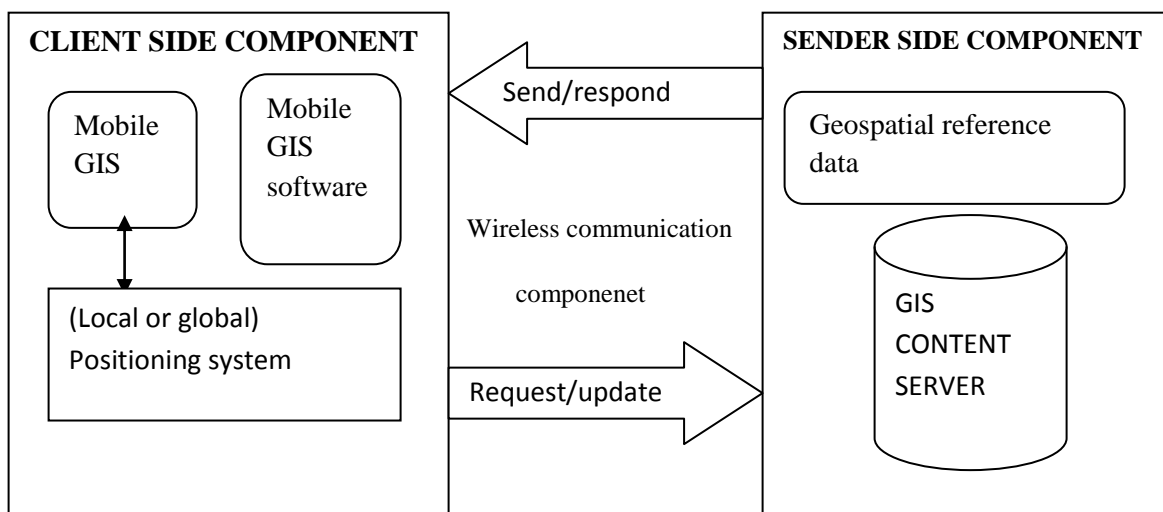 CLIENT SIDE COMPONENT
Mobile
GIS
Mobile
GIS
software
(Local or global)
Positioning system
Send/respond
Wireless communication
componenet
Request/update
SENDER SIDE COMPONENT
Geospatial reference
data
GIS
CONTENT
SERVER